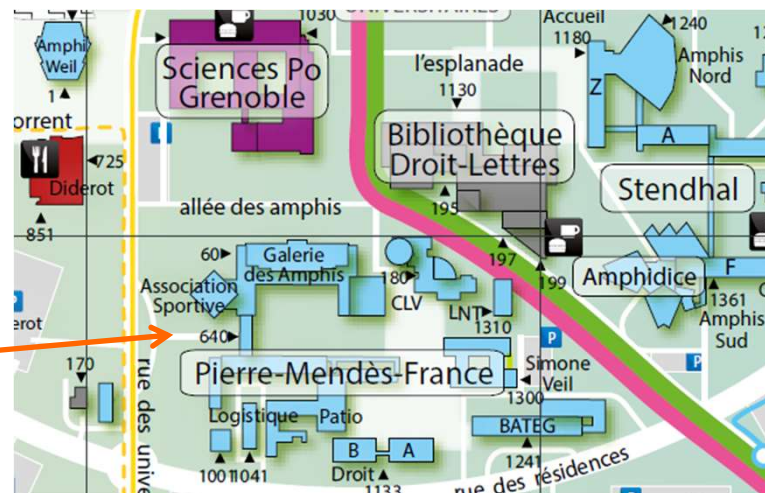 UNIVERSITAIRES
1030
Accueil
1180
1240
Amphis
Nord
Amphi
Weil
1
Sciences Po
Grenoble
l'esplanade
1130
Z
A
orrent
725
Diderot
851
Bibliothèque
Droit-Lettres
195
Stendhal
allée des amphis
60
Galerie
des Amphis
180
CLV
197
199
Amphidice
F
1361
Amphis
Sud
Association
Sportive
LNT
1310
erot
640
P
P
P
170
Pierre-Mendès-France
Simone
Veil
1300
Logistique
Patio
BATEG
1241
B
A
1001
1041
Droit
1133
rue des résidences
rue des unive